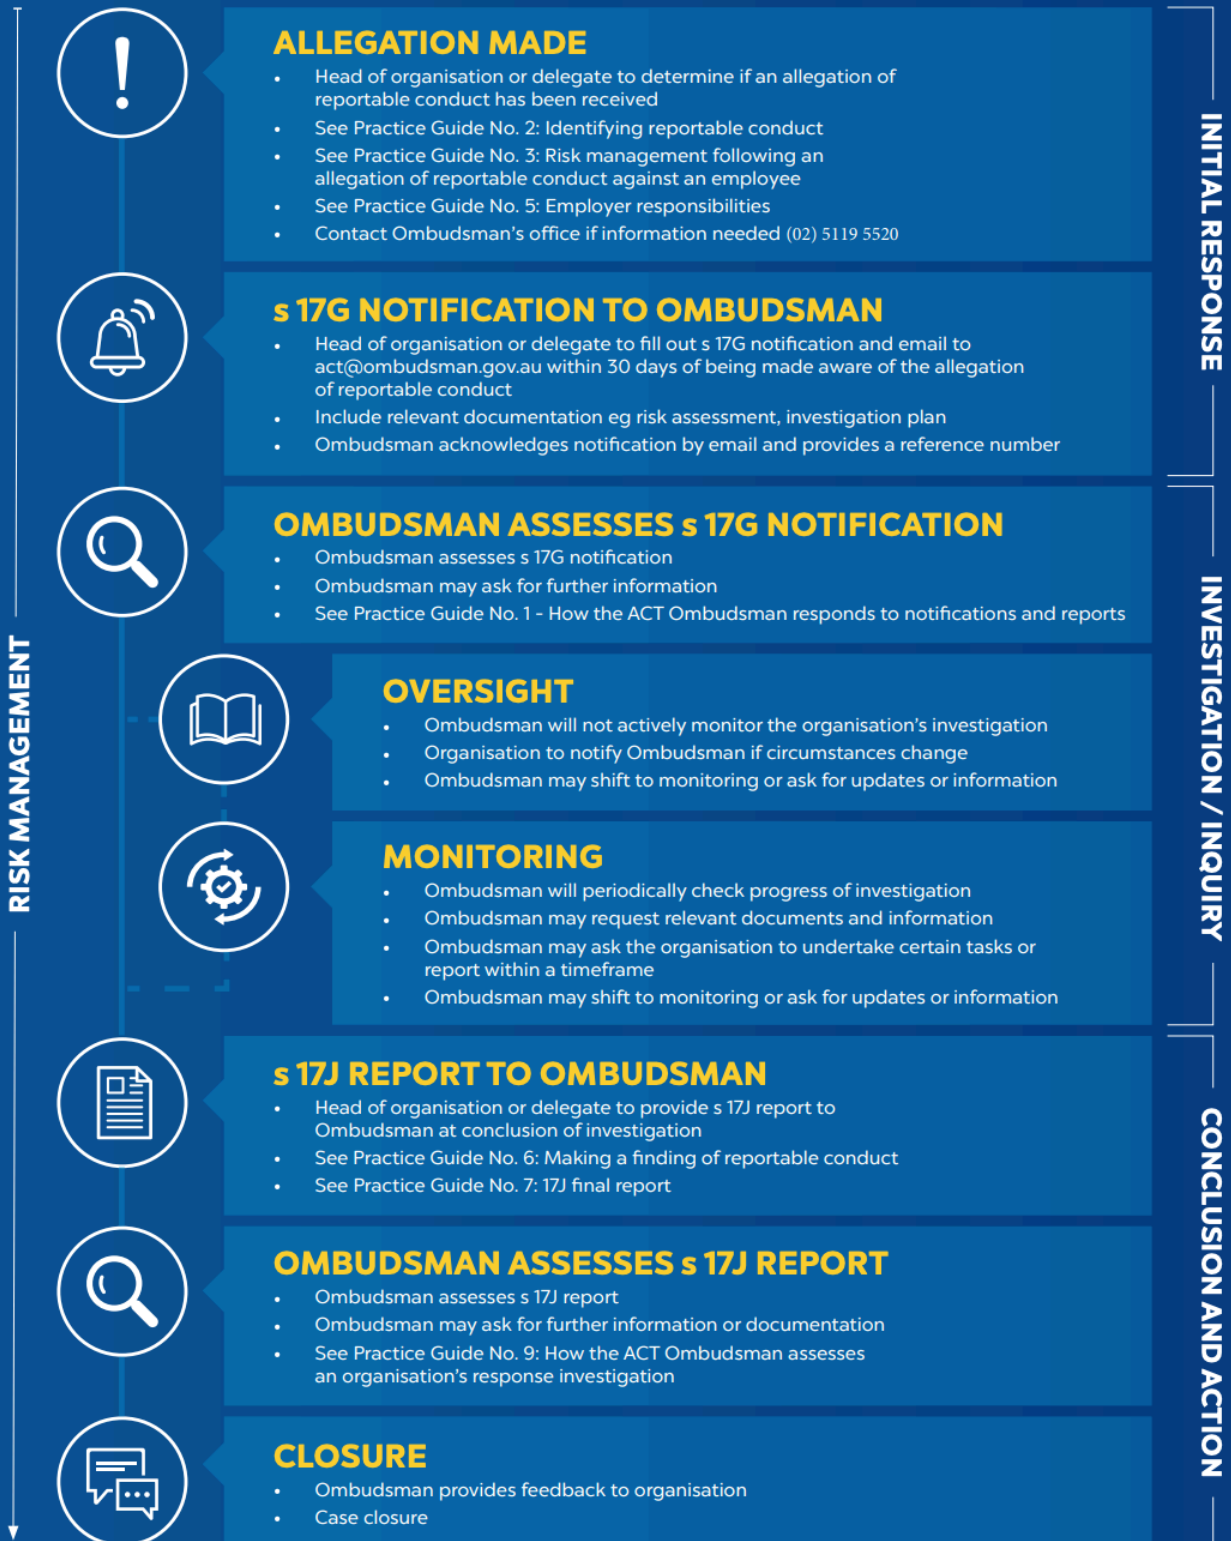 ALLEGATION MADE
• Head of organisation or delegate to determine if an allegation of
reportable conduct has been received
• See Practice Guide No. 2: Identifying reportable conduct
• See Practice Guide No. 3: Risk management following an
allegation of reportable conduct against an employee
• See Practice Guide No. 5: Employer responsibilities
• Contact Ombudsman's office if information needed (02) 5119 5520
s 17G NOTIFICATION TO OMBUDSMAN
• Head of organisation or delegate to fill out s 17G notification and email to
act@ombudsman.gov.au within 30 days of being made aware of the allegation
of reportable conduct
• Include relevant documentation eg risk assessment, investigation plan
• Ombudsman acknowledges notification by email and provides a reference number
INITIAL RESPONSE
OMBUDSMAN ASSESSES s 17G NOTIFICATION
• Ombudsman assesses s 17G notification
• Ombudsman may ask for further information
• See Practice Guide No. 1 - How the ACT Ombudsman responds to notifications and reports
OVERSIGHT
• Ombudsman will not actively monitor the organisation's investigation
• Organisation to notify Ombudsman if circumstances change
• Ombudsman may shift to monitoring or ask for updates or information
MONITORING
• Ombudsman will periodically check progress of investigation
• Ombudsman may request relevant documents and information
• Ombudsman may ask the organisation to undertake certain tasks or
report within a timeframe
• Ombudsman may shift to monitoring or ask for updates or information
INVESTIGATION / INQUIRY
RISK MANAGEMENT
s 17J REPORT TO OMBUDSMAN
• Head of organisation or delegate to provide s 17J report to
Ombudsman at conclusion of investigation
• See Practice Guide No. 6: Making a finding of reportable conduct
• See Practice Guide No. 7: 17J final report
OMBUDSMAN ASSESSES s 17J REPORT
• Ombudsman assesses s 17J report
• Ombudsman may ask for further information or documentation
• See Practice Guide No. 9: How the ACT Ombudsman assesses
an organisation's response investigation
CLOSURE
• Ombudsman provides feedback to organisation
• Case closure
CONCLUSION AND ACTION